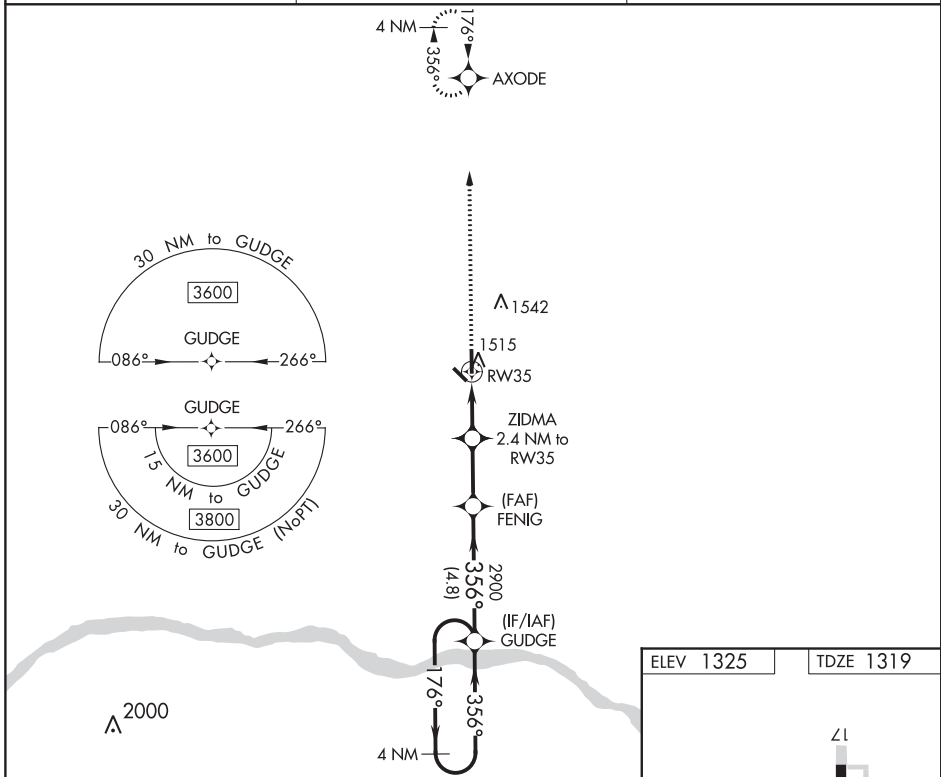 4 NM
176°
356°
AXODE
30 NM to GUDGE
3600
GUDGE
086°
266°
1542
1515
RW35
GUDGE
086°
266°
3600
15 NM to GUDGE
3800
30 NM to GUDGE (NoPT)
ZIDMA
2.4 NM to
RW35
(FAF)
FENIG
2900
356°
(4.8)
(IF/IAF)
GUDGE
176°
356°
4 NM
2000
ELEV 1325
TDZE 1319
17